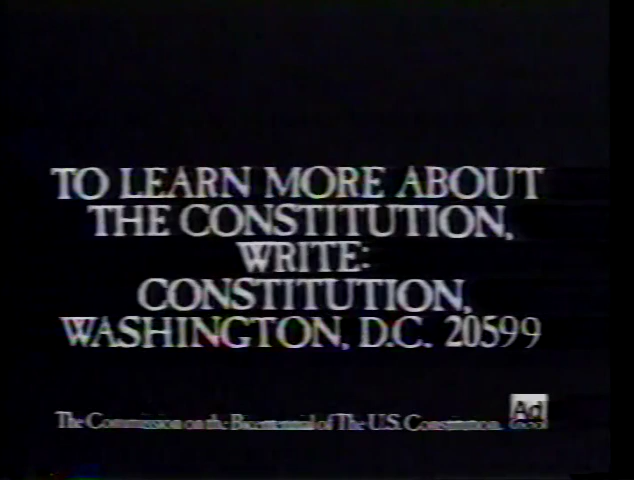 TO LEARN MORE ABOUT
THE CONSTITUTION,
WRITE:
CONSTITUTION,
WASHINGTON, D.C. 20599
The Commission on the Bicentennial of The U.S. Constitution.
Ad